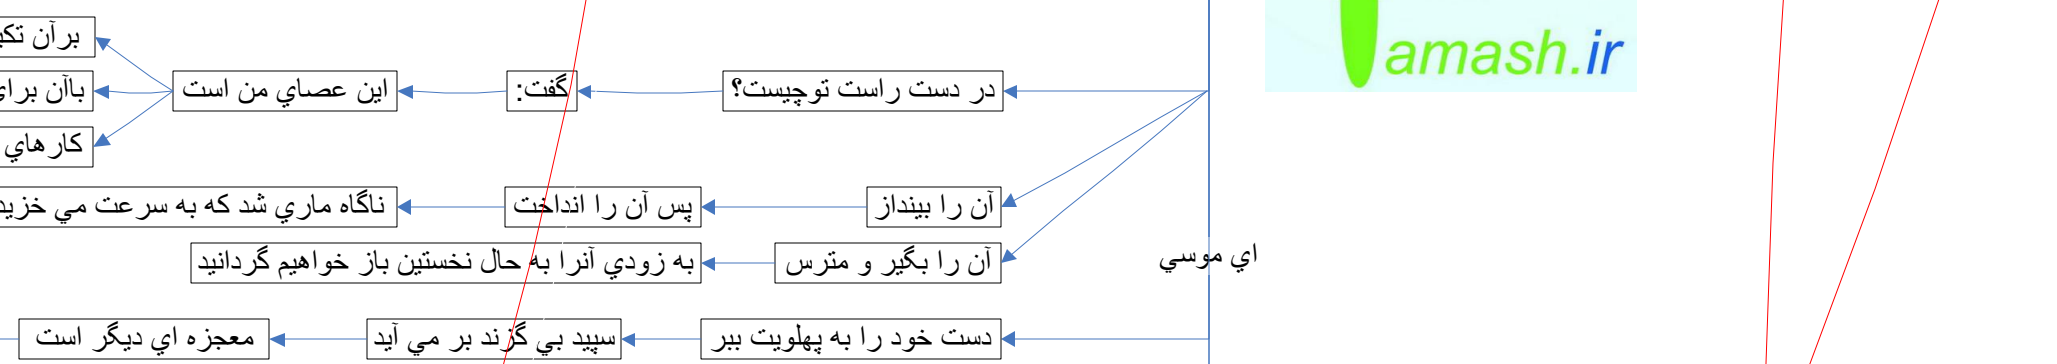 amash.ir
در دست راست توچيست؟
گفت:
اين عصاي من است
برآن
باآن
كارهاي
آن را بينداز
پس آن را انداخت
ناگاه ماري شد كه به سرعت مي
اي موسي
آن را بگير و مترس
به زودي آنرا به حال نخستين باز خواهيم گردانيد
دست خود را به پهلويت ببر
سپيد بي گزند بر مي آيد
معجزه اي ديگر است